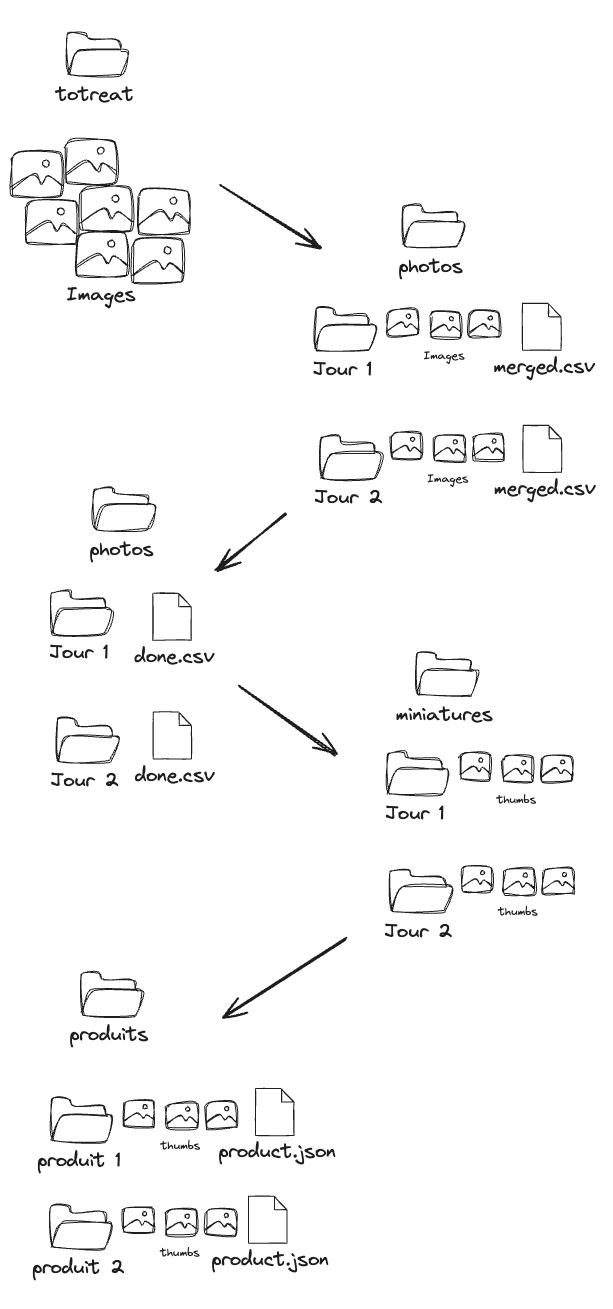 totreat
Images
photos
Jour 1
Images
merged.csv
Jour 2
Images
merged.csv
photos
Jour 1
done.csv
Jour 2
done.csv
miniatures
Jour 1
thumbs
Jour 2
thumbs
produits
produit 1
thumbs
product.json
produit 2
thumbs
product.json